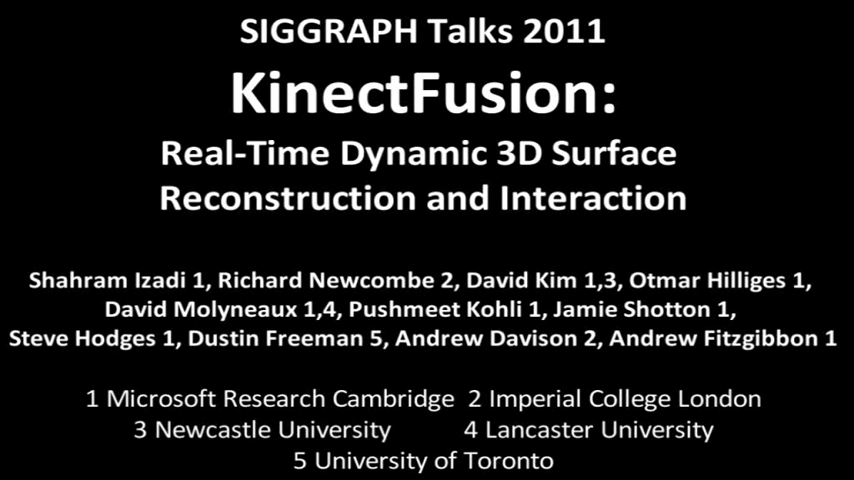 SIGGRAPH Talks 2011
KinectFusion:
Real-Time Dynamic 3D Surface
Reconstruction and Interaction
Shahram Izadi 1, Richard Newcombe 2, David Kim 1,3, Otmar Hilliges 1,
David Molyneaux 1,4, Pushmeet Kohli 1, Jamie Shotton 1,
Steve Hodges 1, Dustin Freeman 5, Andrew Davison 2, Andrew Fitzgibbon 1
1 Microsoft Research Cambridge 2 Imperial College London
3 Newcastle University 4 Lancaster University
5 University of Toronto